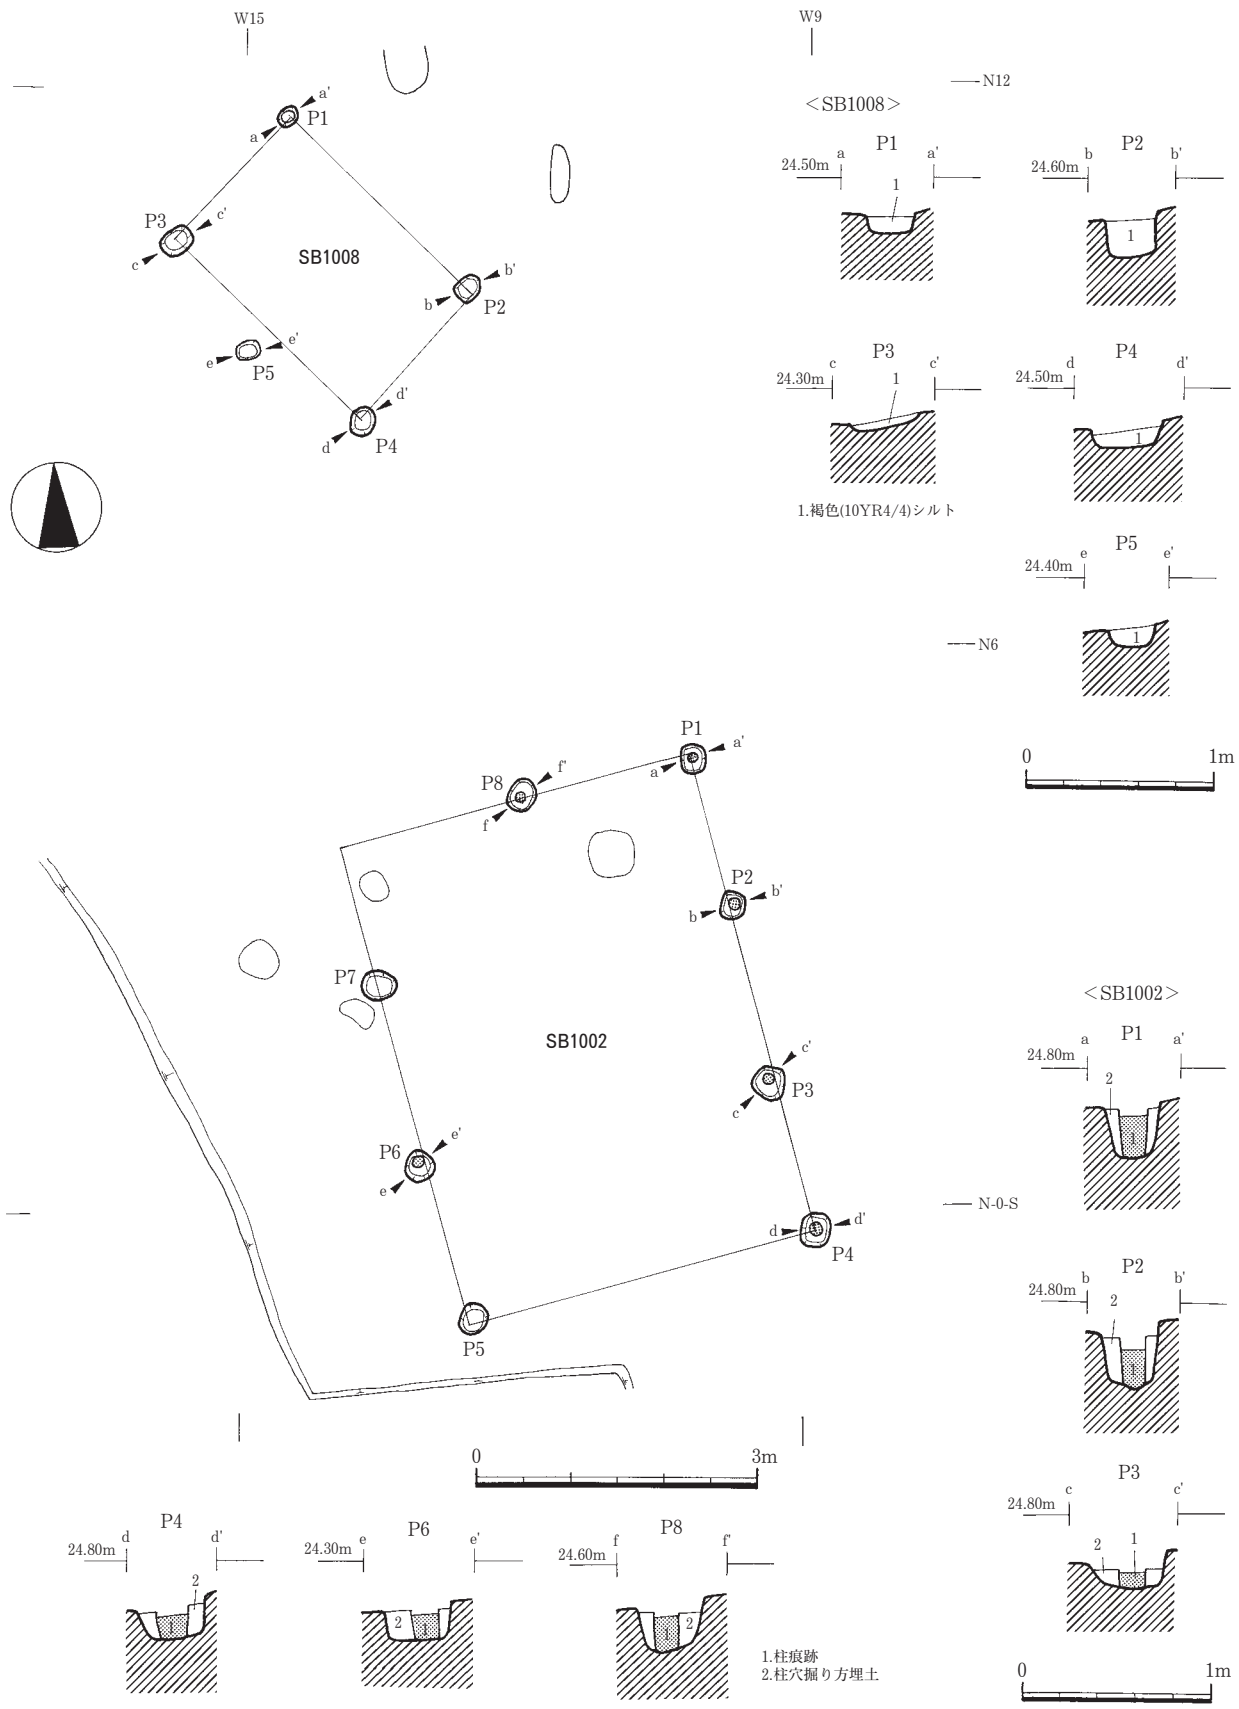 W15
W9
N12
<SB1008>
a'
P1
a
P3
c'
c
SB1008
b'
b
P2
e
e'
P5
d'
d
P4
a
P1
a'
24.50m
1
b
P2
b'
24.60m
1
c
P3
c'
24.30m
1
d
P4
d'
24.50m
1
1.褐色(10YR4/4)シルト
e
P5
e'
24.40m
1
N6
0
1m
P1
a'
a
P8
f'
f
P2
b'
b
P7
SB1002
c'
P3
c
P6
e'
e
N-0-S
d
d'
P4
P5
<SB1002>
a
P1
a'
24.80m
2
1
b
P2
b'
24.80m
2
1
0
3m
c
P3
c'
24.80m
2
1
d
P4
d'
24.80m
2
1
e
P6
e'
24.30m
2
1
f
P8
f'
24.60m
1
2
1.柱痕跡
2.柱穴掘り方埋土
0
1m